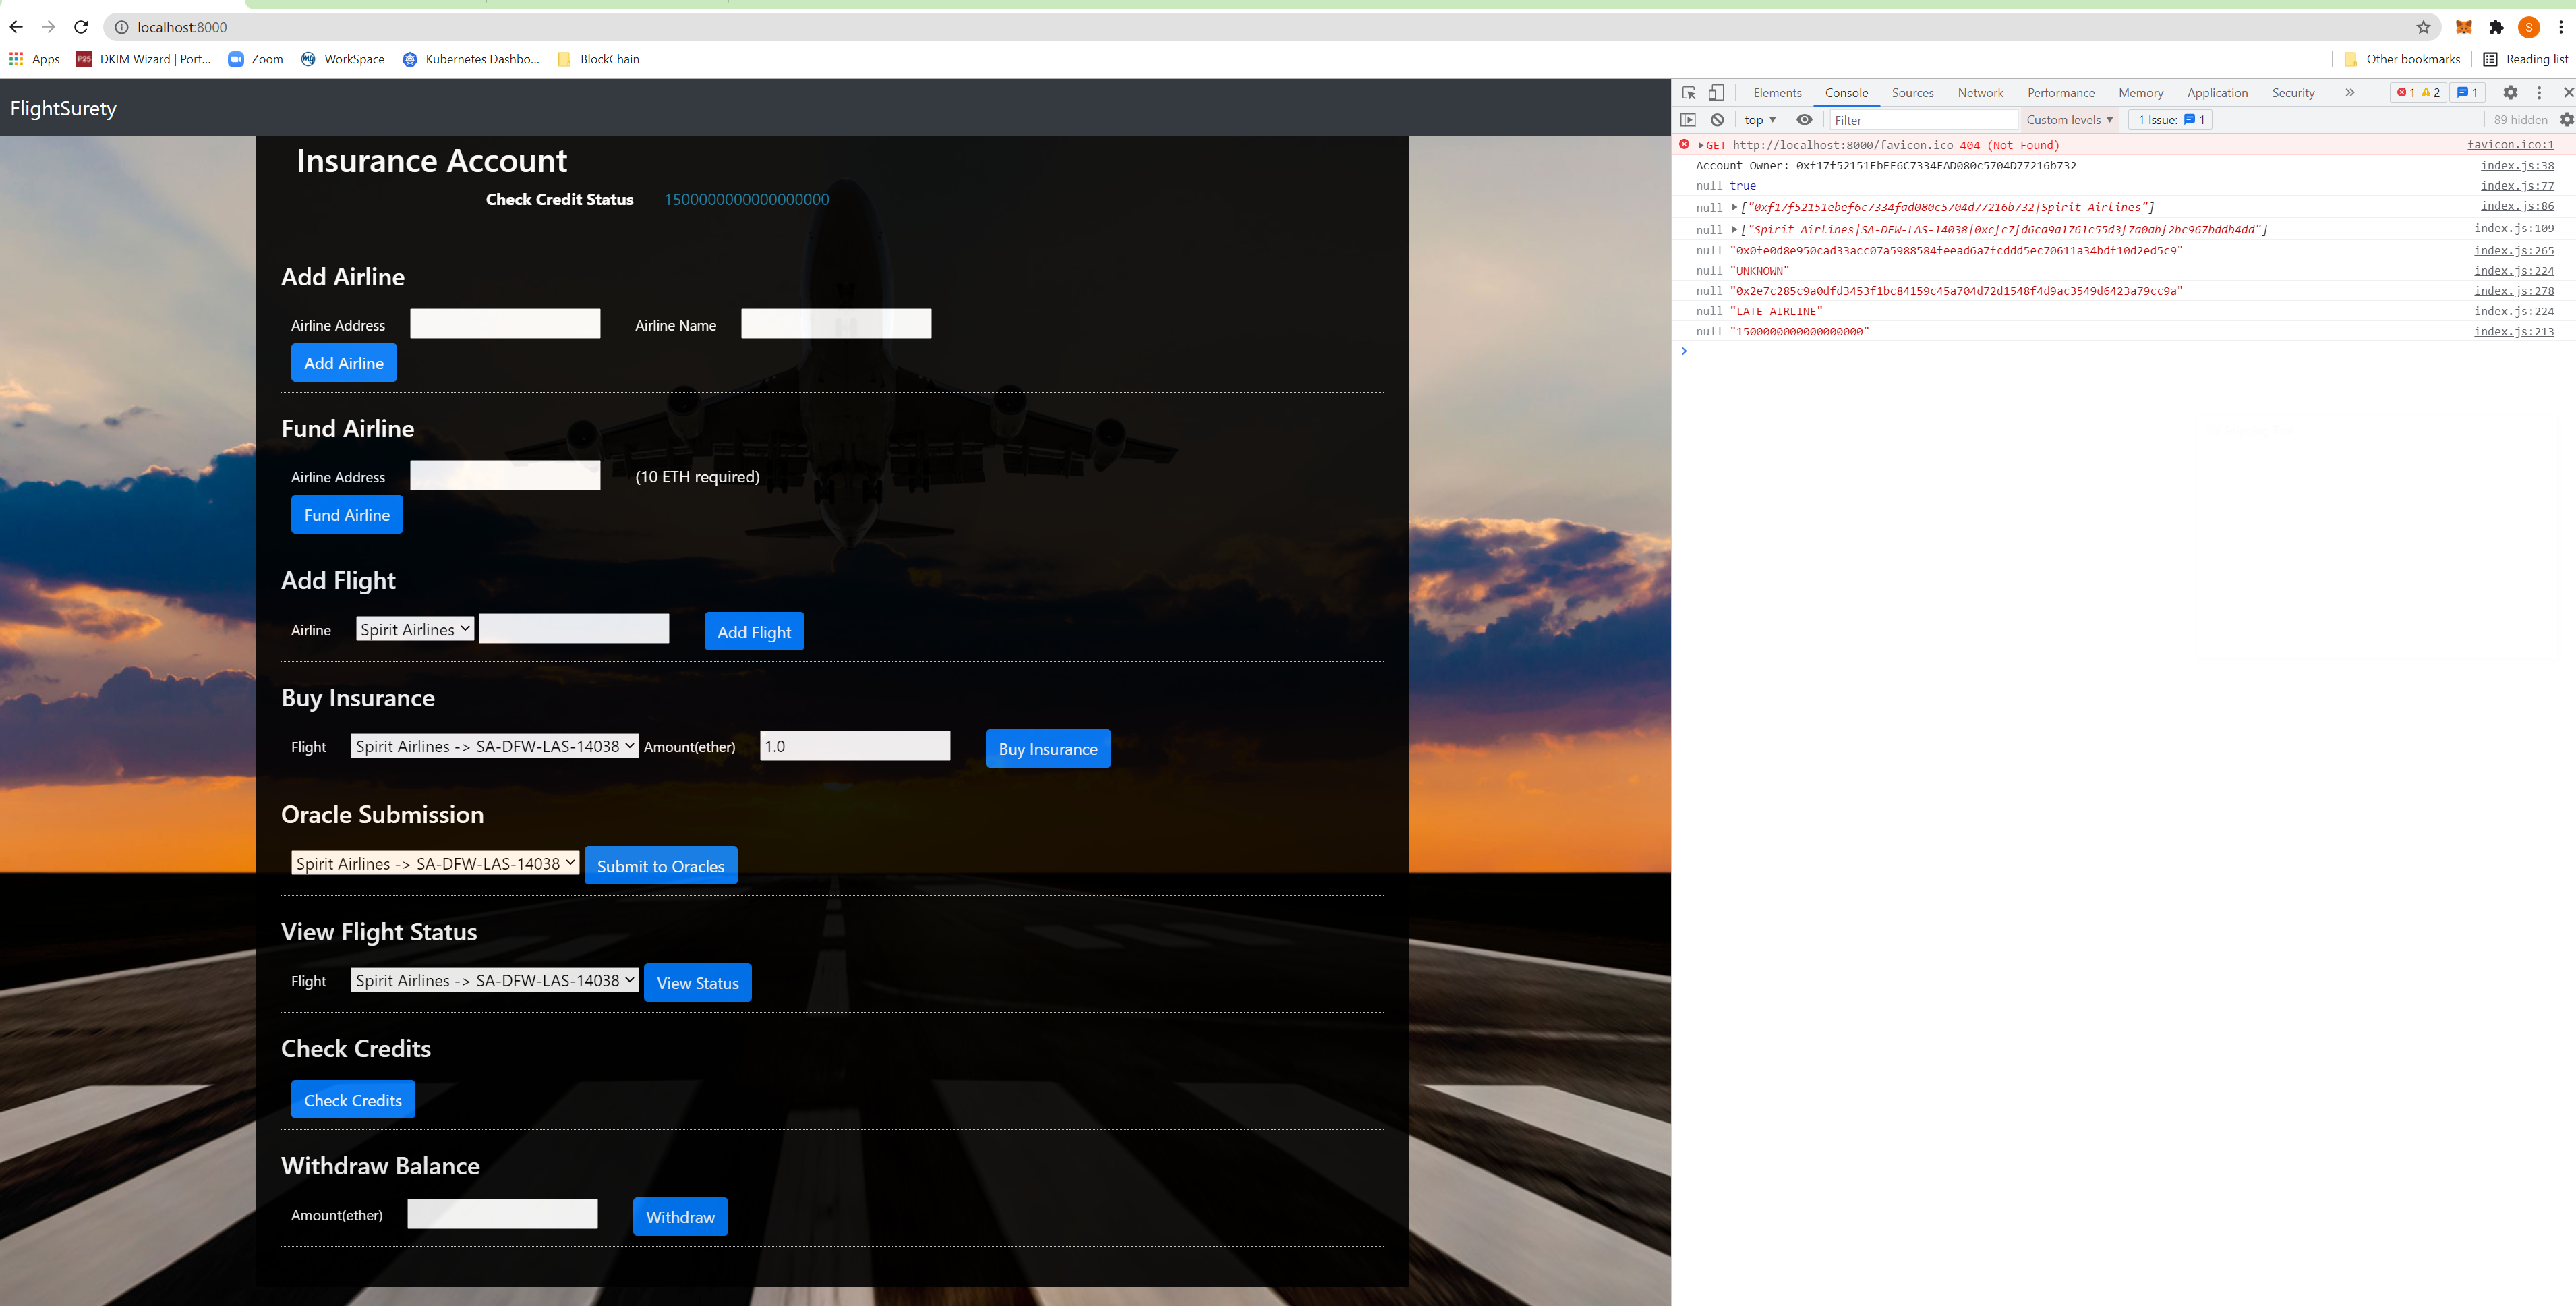 localhost:8000
S
Apps DKIM Wizard | Port... Zoom WorkSpace Kubernetes Dashbo... BlockChain Other bookmarks Reading list
P25
FlightSurety
Insurance Account
Check Credit Status 1500000000000000000
Add Airline
Airline Address Airline Name
Add Airline
Fund Airline
Airline Address (10 ETH required)
Fund Airline
Add Flight
Airline Spirit Airlines Add Flight
Buy Insurance
Flight Spirit Airlines -> SA-DFW-LAS-14038 Amount(ether) 1.0 Buy Insurance
Oracle Submission
Spirit Airlines -> SA-DFW-LAS-14038 Submit to Oracles
View Flight Status
Flight Spirit Airlines -> SA-DFW-LAS-14038 View Status
Check Credits
Check Credits
Withdraw Balance
Amount(ether) Withdraw
Elements Console Sources Network Performance Memory Application Security » 1 2 1
top Filter Custom levels 1 Issue: 1 89 hidden
GET http://localhost:8000/favicon.ico 404 (Not Found) favicon.ico:1
Account Owner: 0xf17f52151EbEF6C7334FAD080c5704D77216b732 index.js:38
null true index.js:77
null ["0xf17f52151ebef6c7334fad080c5704d77216b732|Spirit Airlines"] index.js:86
null ["Spirit Airlines|SA-DFW-LAS-14038|0xcfc7fd6ca9a1761c55d3f7a0abf2bc967bddb4dd"] index.js:109
null "0x0fe0d8e950cad33acc07a5988584feead6a7fcddd5ec70611a34bdf10d2ed5c9" index.js:265
null "UNKNOWN" index.js:224
null "0x2e7c285c9a0dfd3453f1bc84159c45a704d72d1548f4d9ac3549d6423a79cc9a" index.js:278
null "LATE-AIRLINE" index.js:224
null "1500000000000000000" index.js:213